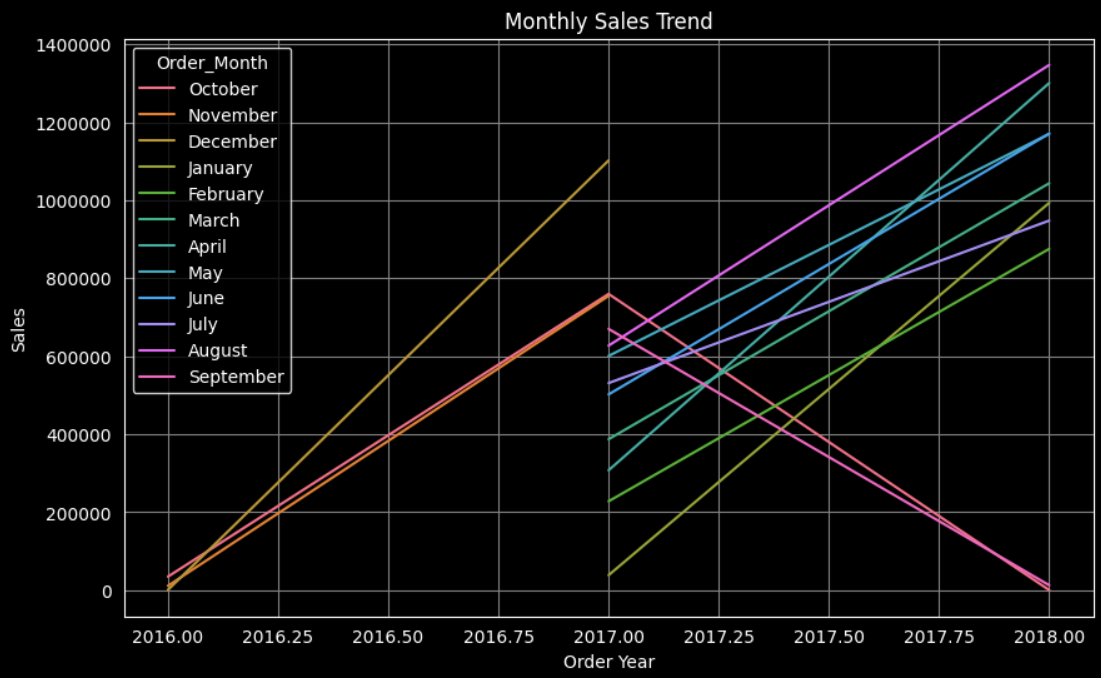 Monthly Sales Trend
1400000
1200000
1000000
800000
600000
400000
200000
0
Sales
Order_Month
October
November
December
January
February
March
April
May
June
July
August
September
2016.00 2016.25 2016.50 2016.75 2017.00 2017.25 2017.50 2017.75 2018.00
Order Year